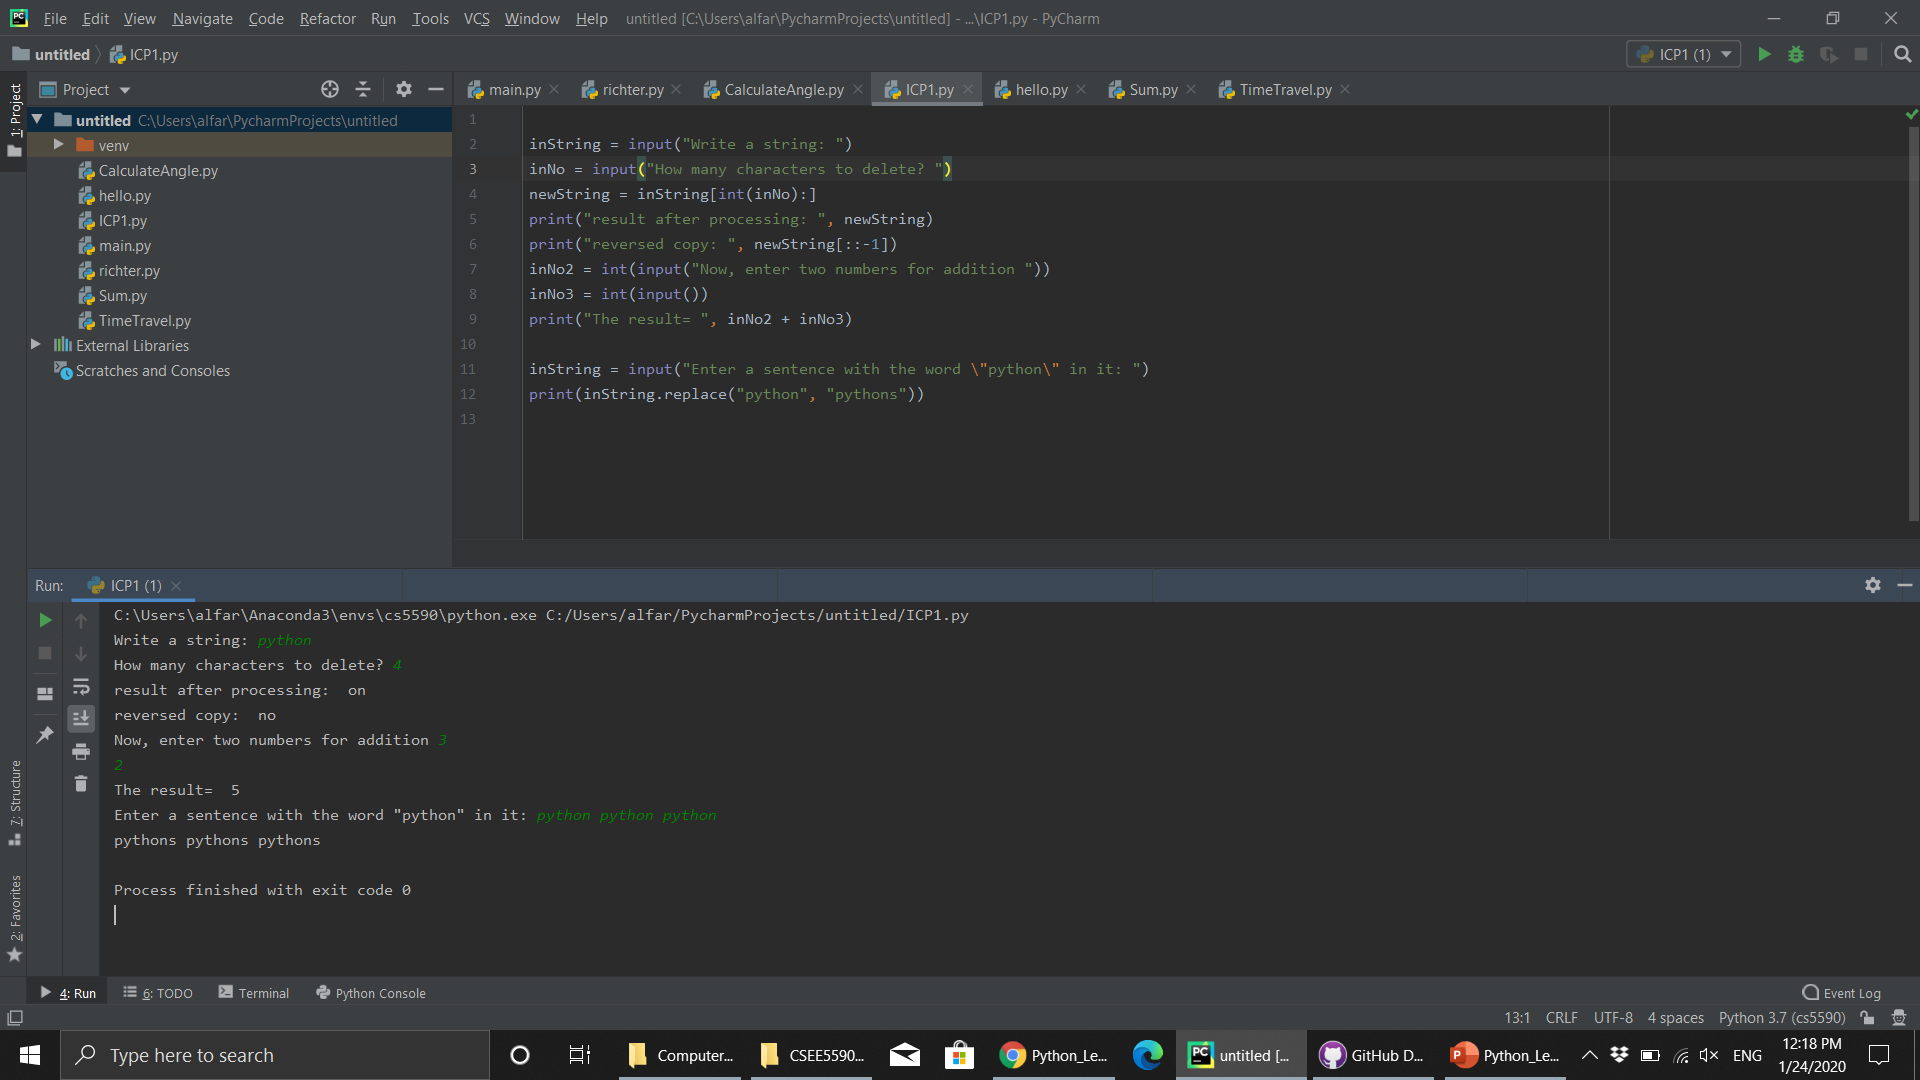 File Edit View Navigate Code Refactor Run Tools VCS Window Help untitled [C:\Users\alfar\PycharmProjects\untitled] - ...\ICP1.py - PyCharm
untitled ICP1.py
ICP1 (1)
1: Project
Project
main.py richter.py CalculateAngle.py ICP1.py hello.py Sum.py TimeTravel.py
untitled C:\Users\alfar\PycharmProjects\untitled
venv
CalculateAngle.py
hello.py
ICP1.py
main.py
richter.py
Sum.py
TimeTravel.py
External Libraries
Scratches and Consoles
1
2 inString = input("Write a string: ")
3 inNo = input("How many characters to delete? ")
4 newString = inString[int(inNo):]
5 print("result after processing: ", newString)
6 print("reversed copy: ", newString[::-1])
7 inNo2 = int(input("Now, enter two numbers for addition "))
8 inNo3 = int(input())
9 print("The result= ", inNo2 + inNo3)
10
11 inString = input("Enter a sentence with the word \"python\" in it: ")
12 print(inString.replace("python", "pythons"))
13
Run: ICP1 (1)
C:\Users\alfar\Anaconda3\envs\cs5590\python.exe C:/Users/alfar/PycharmProjects/untitled/ICP1.py
Write a string: python
How many characters to delete? 4
result after processing:  on
reversed copy:  no
Now, enter two numbers for addition 3
2
The result=  5
Enter a sentence with the word "python" in it: python python python
pythons pythons pythons
Process finished with exit code 0
7: Structure
2: Favorites
4: Run 6: TODO Terminal Python Console Event Log
13:1 CRLF UTF-8 4 spaces Python 3.7 (cs5590)
Type here to search
Computer... CSEE5590... Python_Le... untitled [... GitHub D... Python_Le...
ENG
12:18 PM
1/24/2020